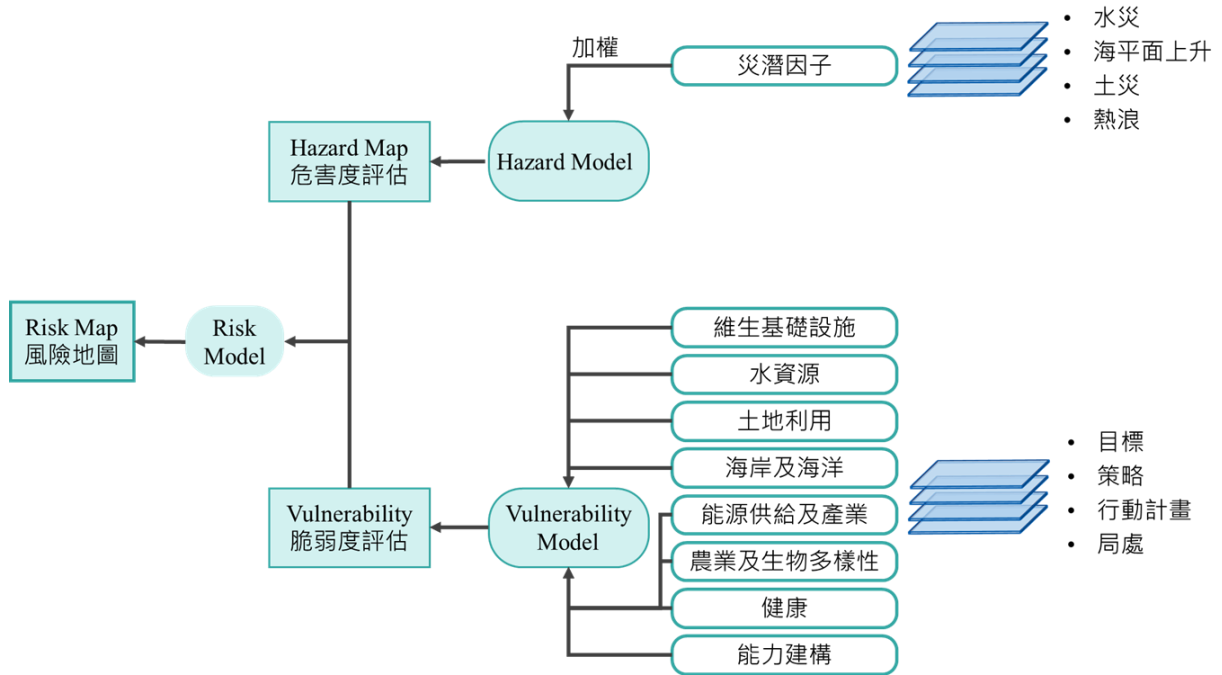 加權
災潛因子
• 水災
• 海平面上升
• 土災
• 熱浪
Hazard Map
危害度評估
Hazard Model
Risk Map
風險地圖
Risk
Model
維生基礎設施
水資源
土地利用
海岸及海洋
能源供給及產業
農業及生物多樣性
健康
能力建構
Vulnerability
脆弱度評估
Vulnerability
Model
• 目標
• 策略
• 行動計畫
• 局處